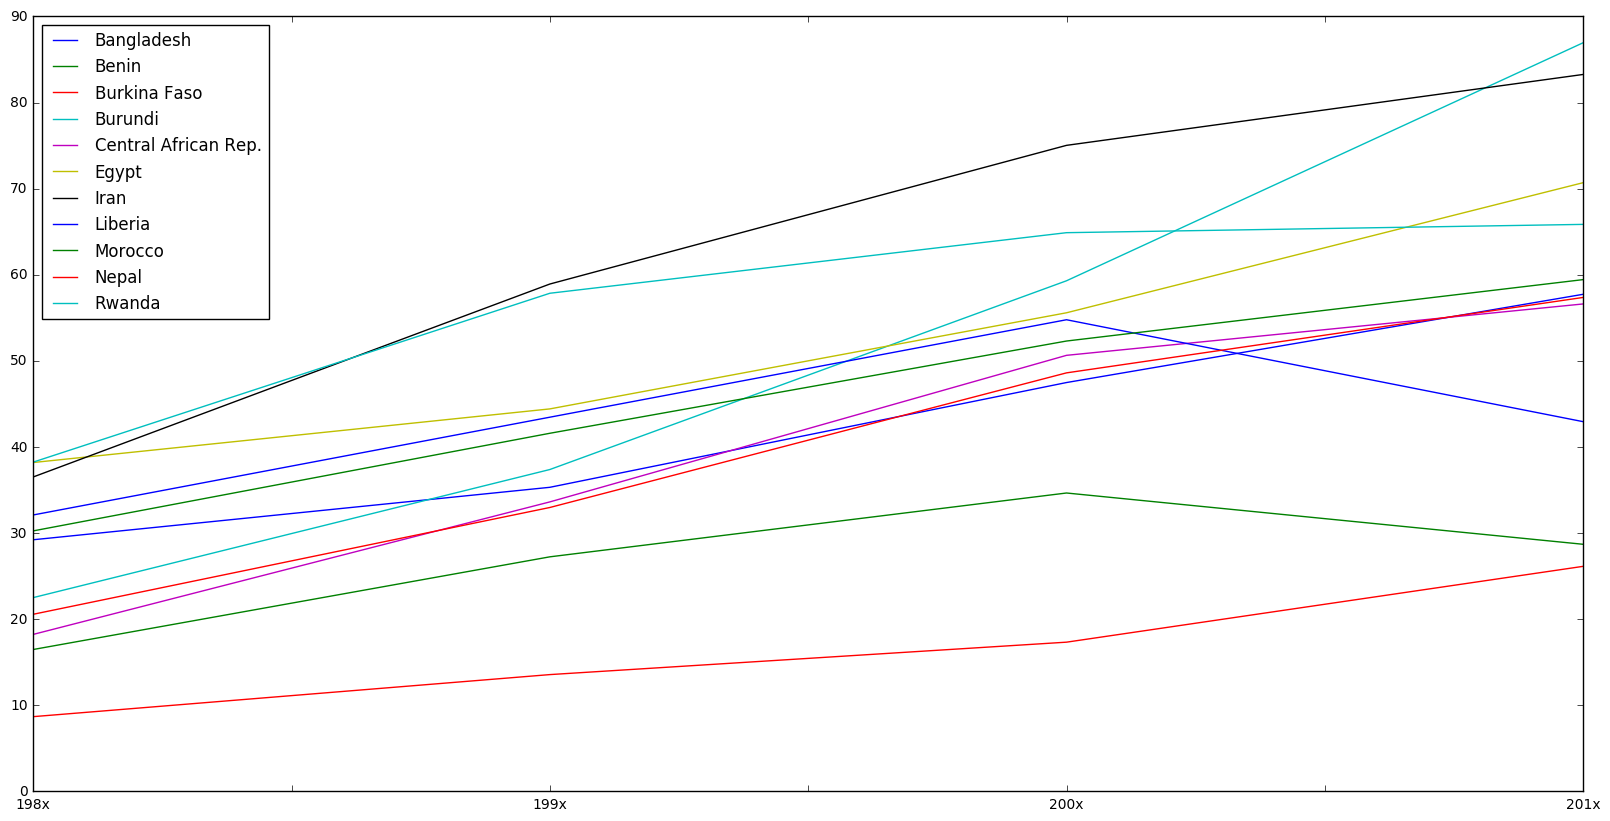 90
80
70
60
50
40
30
20
10
0
Bangladesh
Benin
Burkina Faso
Burundi
Central African Rep.
Egypt
Iran
Liberia
Morocco
Nepal
Rwanda
198x 199x 200x 201x